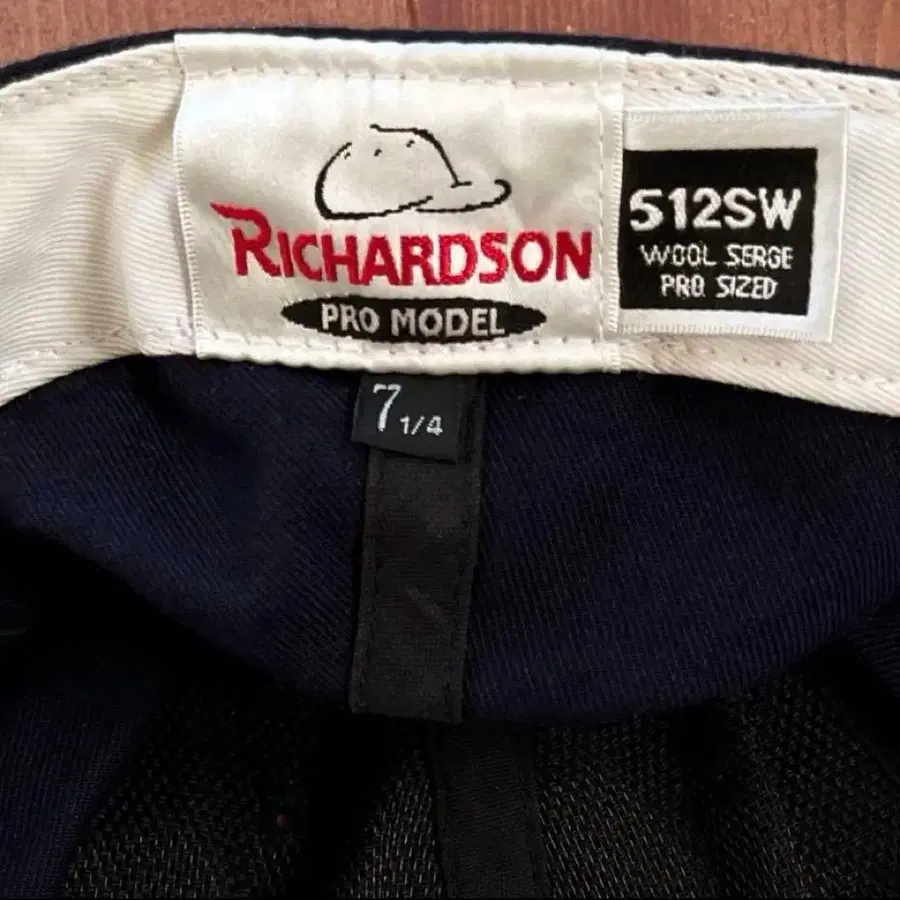 RICHARDSON
PRO MODEL
512SW
WOOL SERGE
PRO SIZED
7 1/4